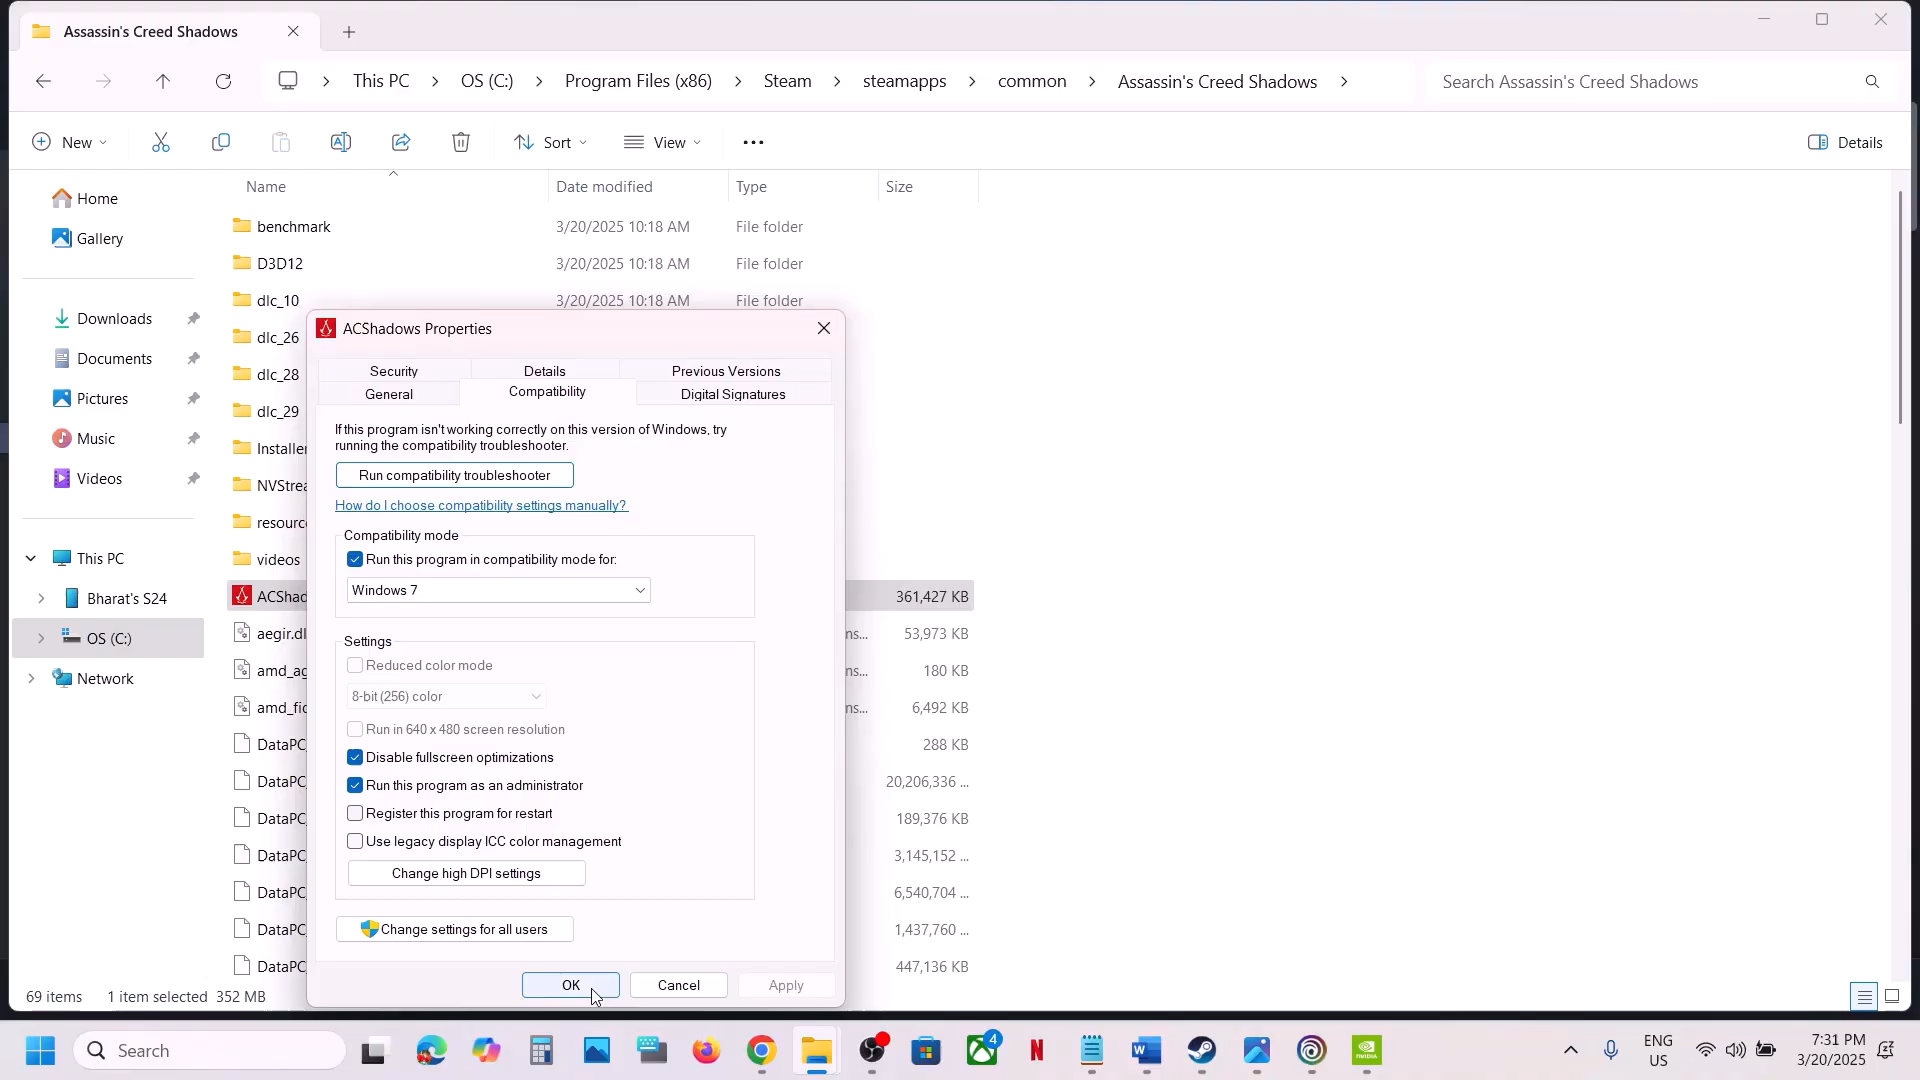 Assassin's Creed Shadows
This PC
OS (C:)
Program Files (x86)
Steam
steamapps
common
Assassin's Creed Shadows
Search Assassin's Creed Shadows
New
Sort
View
Details
Name
Date modified
Type
Size
Home
Gallery
Downloads
Documents
Pictures
Music
Videos
This PC
Bharat's S24
OS (C:)
Network
benchmark 3/20/2025 10:18 AM File folder
D3D12 3/20/2025 10:18 AM File folder
dlc_10 3/20/2025 10:18 AM File folder
dlc_26
dlc_28
dlc_29
Installer
NVStrea
resourc
videos
ACShad 361,427 KB
aegir.dl ns... 53,973 KB
amd_ag ns... 180 KB
amd_fid ns... 6,492 KB
DataPC 288 KB
DataPC 20,206,336 ...
DataPC 189,376 KB
DataPC 3,145,152 ...
DataPC 6,540,704 ...
DataPC 1,437,760 ...
DataPC 447,136 KB
ACShadows Properties
Security
Details
Previous Versions
General
Compatibility
Digital Signatures
If this program isn't working correctly on this version of Windows, try
running the compatibility troubleshooter.
Run compatibility troubleshooter
How do I choose compatibility settings manually?
Compatibility mode
Run this program in compatibility mode for:
Windows 7
Settings
Reduced color mode
8-bit (256) color
Run in 640 x 480 screen resolution
Disable fullscreen optimizations
Run this program as an administrator
Register this program for restart
Use legacy display ICC color management
Change high DPI settings
Change settings for all users
OK
Cancel
Apply
69 items
1 item selected 352 MB
Search
4
N
NVIDIA
ENG
US
7:31 PM
3/20/2025